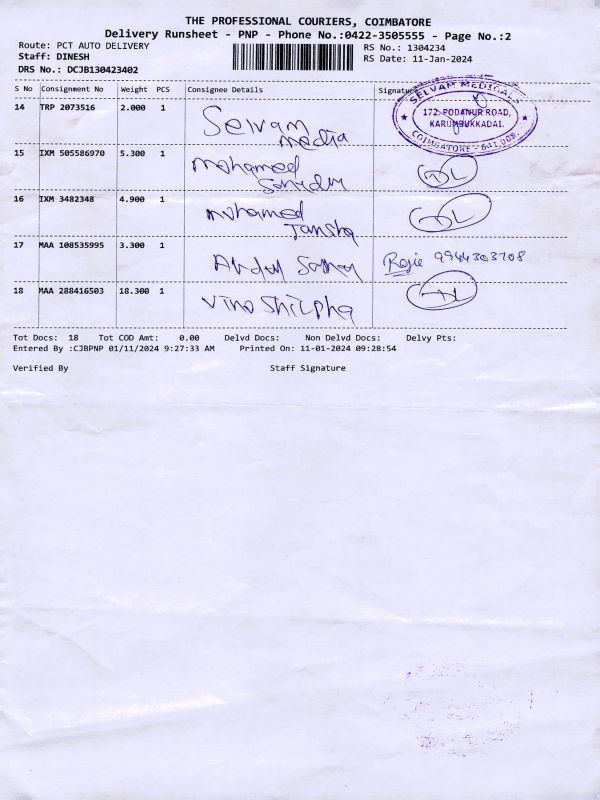 THE PROFESSIONAL COURIERS, COIMBATORE
Delivery Runsheet - PNP - Phone No.:0422-3505555 - Page No.:2
Route: PCT AUTO DELIVERY RS No.: 1304234
Staff: DINESH RS Date: 11-Jan-2024
DRS No.: DCJB130423402
S No Consignment No Weight PCS Consignee Details Signature
SELVAM MEDICALS
172, PODANUR ROAD,
KARUMBUKKADAI.
COIMBATORE - 641 008.
14 TRP 2073516 2.000 1 Selvam
media
15 IXM 505586970 5.300 1 mohamed
16 IXM 3482348 4.900 1 mohamed
17 MAA 108535995 3.300 1 Abdul 9944303708
18 MAA 288416503 18.300 1 Vino Shilpha
Tot Docs: 18 Tot COD Amt: 0.00 Delvd Docs: Non Delvd Docs: Delvy Pts:
Entered By :CJBPNP 01/11/2024 9:27:33 AM Printed On: 11-01-2024 09:28:54
Verified By Staff Signature